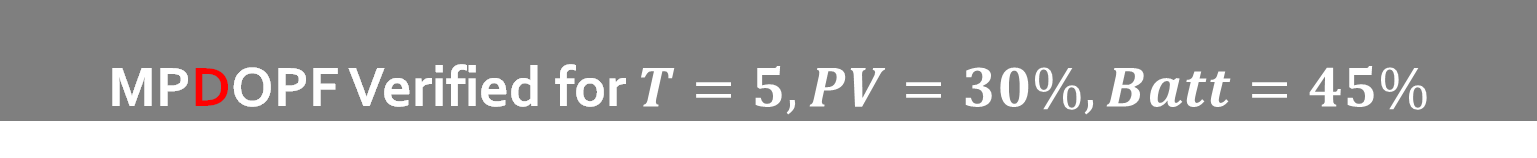 MPDOPF Verified for T = 5, PV = 30%, Batt = 45%